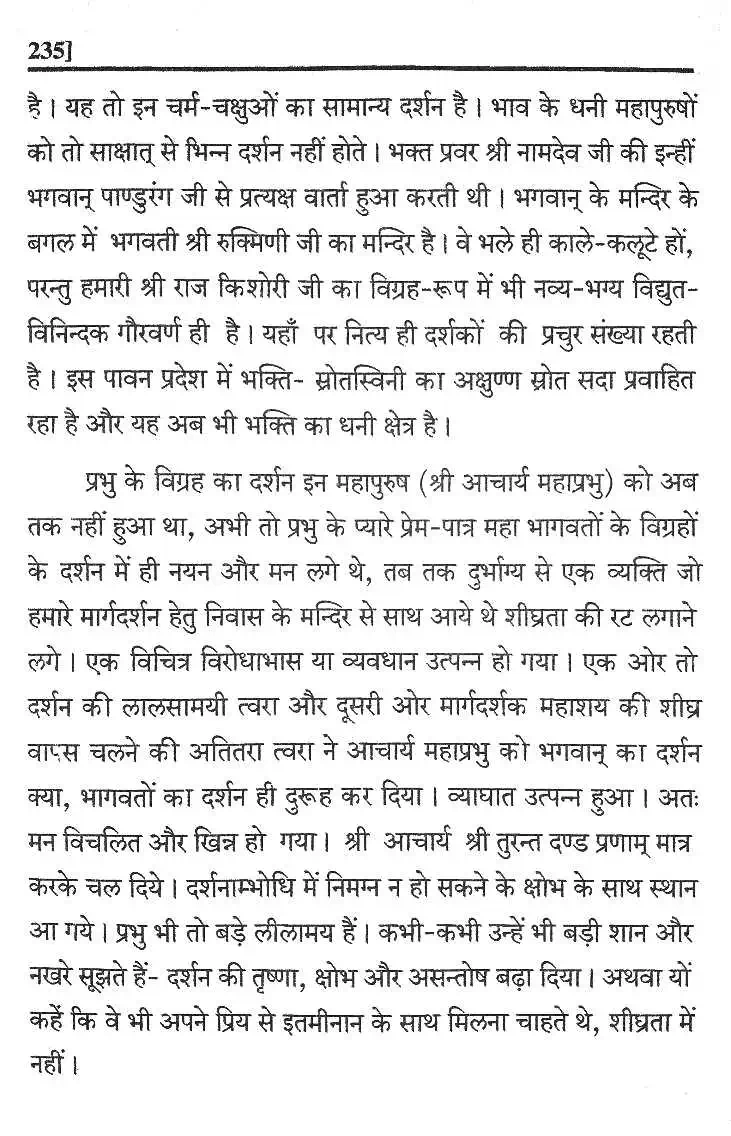 235]
है। यह तो इन चर्म-चक्षुओं का सामान्य दर्शन है। भाव के धनी महापुरुषों
को तो साक्षात् से भिन्न दर्शन नहीं होते। भक्त प्रवर श्री नामदेव जी की इन्हीं
भगवान् पाण्डुरंग जी से प्रत्यक्ष वार्ता हुआ करती थी। भगवान् के मन्दिर के
बगल में भगवती श्री रुक्मिणी जी का मन्दिर है। वे भले ही काले-कलूटे हों,
परन्तु हमारी श्री राज किशोरी जी का विग्रह-रूप में भी नव्य-भग्य विद्युत-
विनिन्दक गौरवर्ण ही है। यहाँ पर नित्य ही दर्शकों की प्रचुर संख्या रहती
है। इस पावन प्रदेश में भक्ति- स्रोतस्विनी का अक्षुण्ण स्रोत सदा प्रवाहित
रहा है और यह अब भी भक्ति का धनी क्षेत्र है।
प्रभु के विग्रह का दर्शन इन महापुरुष (श्री आचार्य महाप्रभु) को अब
तक नहीं हुआ था, अभी तो प्रभु के प्यारे प्रेम-पात्र महा भागवतों के विग्रहों
के दर्शन में ही नयन और मन लगे थे, तब तक दुर्भाग्य से एक व्यक्ति जो
हमारे मार्गदर्शन हेतु निवास के मन्दिर से साथ आये थे शीघ्रता की रट लगाने
लगे। एक विचित्र विरोधाभास या व्यवधान उत्पन्न हो गया। एक ओर तो
दर्शन की लालसामयी त्वरा और दूसरी ओर मार्गदर्शक महाशय की शीघ्र
वापस चलने की अतितरा त्वरा ने आचार्य महाप्रभु को भगवान् का दर्शन
क्या, भागवतों का दर्शन ही दुरूह कर दिया। व्याघात उत्पन्न हुआ। अतः
मन विचलित और खिन्न हो गया। श्री आचार्य श्री तुरन्त दण्ड प्रणाम् मात्र
करके चल दिये। दर्शनाम्भोधि में निमग्न न हो सकने के क्षोभ के साथ स्थान
आ गये। प्रभु भी तो बड़े लीलामय हैं। कभी-कभी उन्हें भी बड़ी शान और
नखरे सूझते हैं- दर्शन की तृष्णा, क्षोभ और असन्तोष बढ़ा दिया। अथवा यों
कहें कि वे भी अपने प्रिय से इतमीनान के साथ मिलना चाहते थे, शीघ्रता में
नहीं।